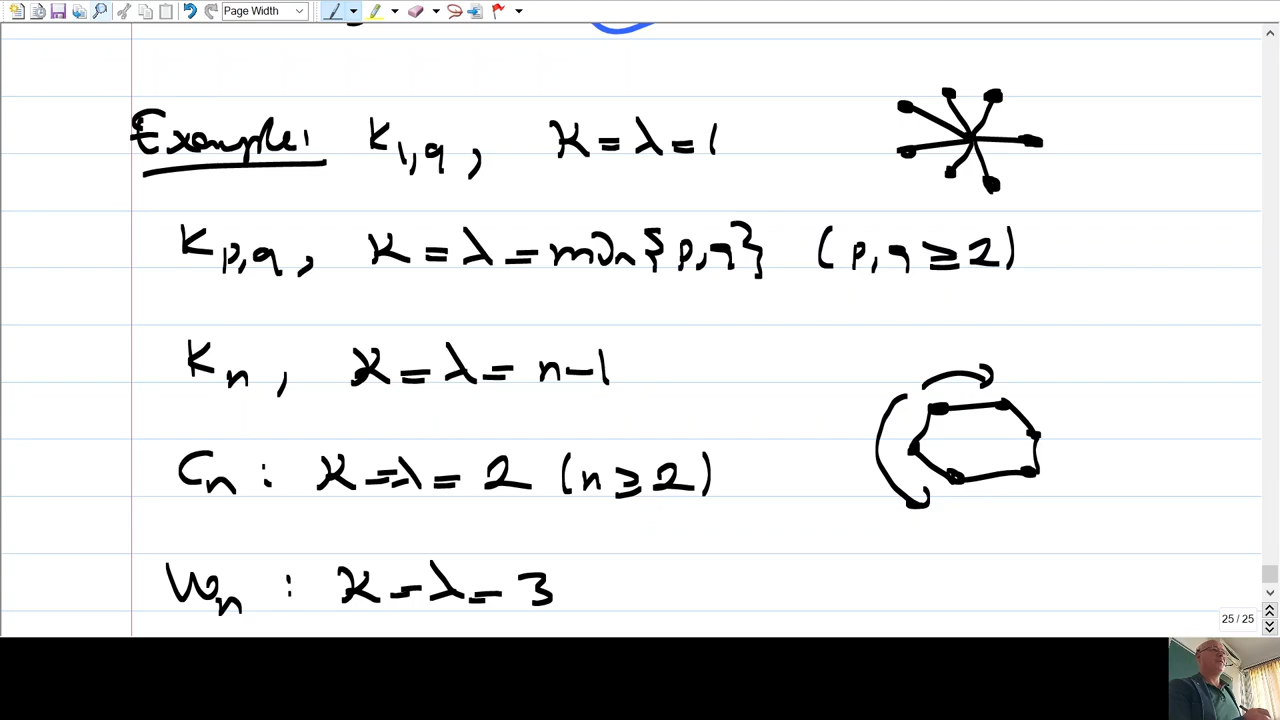 Page Width
Example: K1,q, κ = λ = 1
Kp,q, κ = λ = min{p,q} (p,q ≥ 2)
Kn, κ = λ = n-1
Cn : κ = λ = 2 (n ≥ 2)
Wn : κ = λ = 3
25 / 25